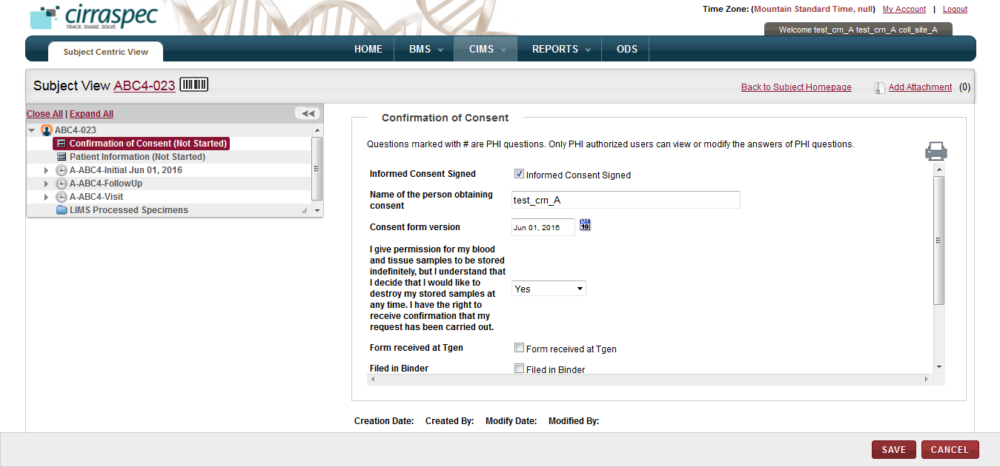 cirraspec
TRACK. SHARE. SOLVE.
Time Zone: (Mountain Standard Time, null) My Account | Logout
Welcome test_crn_A test_crn_A coll_site_A
Subject Centric View
HOME BMS CIMS REPORTS ODS
Subject View ABC4-023
Back to Subject Homepage Add Attachment (0)
Close All | Expand All
ABC4-023
Confirmation of Consent (Not Started)
Patient Information (Not Started)
A-ABC4-Initial Jun 01, 2016
A-ABC4-FollowUp
A-ABC4-Visit
LIMS Processed Specimens
Confirmation of Consent
Questions marked with # are PHI questions. Only PHI authorized users can view or modify the answers of PHI questions.
Informed Consent Signed Informed Consent Signed
Name of the person obtaining
consent
test_crn_A
Consent form version Jun 01, 2016 10
I give permission for my blood
and tissue samples to be stored
indefinitely, but I understand that
I decide that I would like to
destroy my stored samples at
any time. I have the right to
receive confirmation that my
request has been carried out.
Yes
Form received at Tgen Form received at Tgen
Filed in Binder Filed in Binder
Creation Date: Created By: Modify Date: Modified By:
SAVE CANCEL